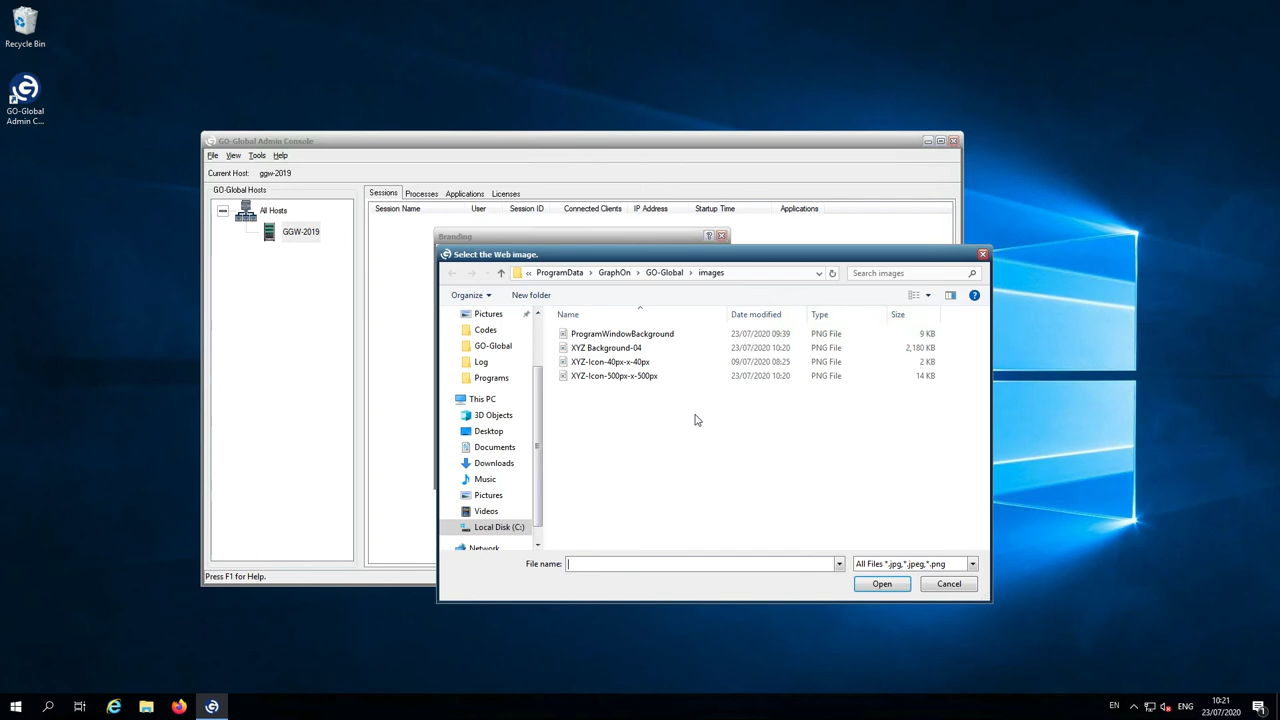 Recycle Bin
GO-Global
Admin C...
GO-Global Admin Console
File View Tools Help
Current Host: ggw-2019
GO-Global Hosts
All Hosts
GGW-2019
Sessions Processes Applications Licenses
Session Name User Session ID Connected Clients IP Address Startup Time Applications
Branding
Select the Web image.
« ProgramData › GraphOn › GO-Global › images
Search images
Organize New folder
Name Date modified Type Size
Pictures
Codes
GO-Global
Log
Programs
This PC
3D Objects
Desktop
Documents
Downloads
Music
Pictures
Videos
Local Disk (C:)
Network
ProgramWindowBackground 23/07/2020 09:39 PNG File 9 KB
XYZ Background-04 23/07/2020 10:20 PNG File 2,180 KB
XYZ-Icon-40px-x-40px 09/07/2020 08:25 PNG File 2 KB
XYZ-Icon-500px-x-500px 23/07/2020 10:20 PNG File 14 KB
File name:
All Files *.jpg,*.jpeg,*.png
Open Cancel
Press F1 for Help.
EN
ENG
10:21
23/07/2020
1